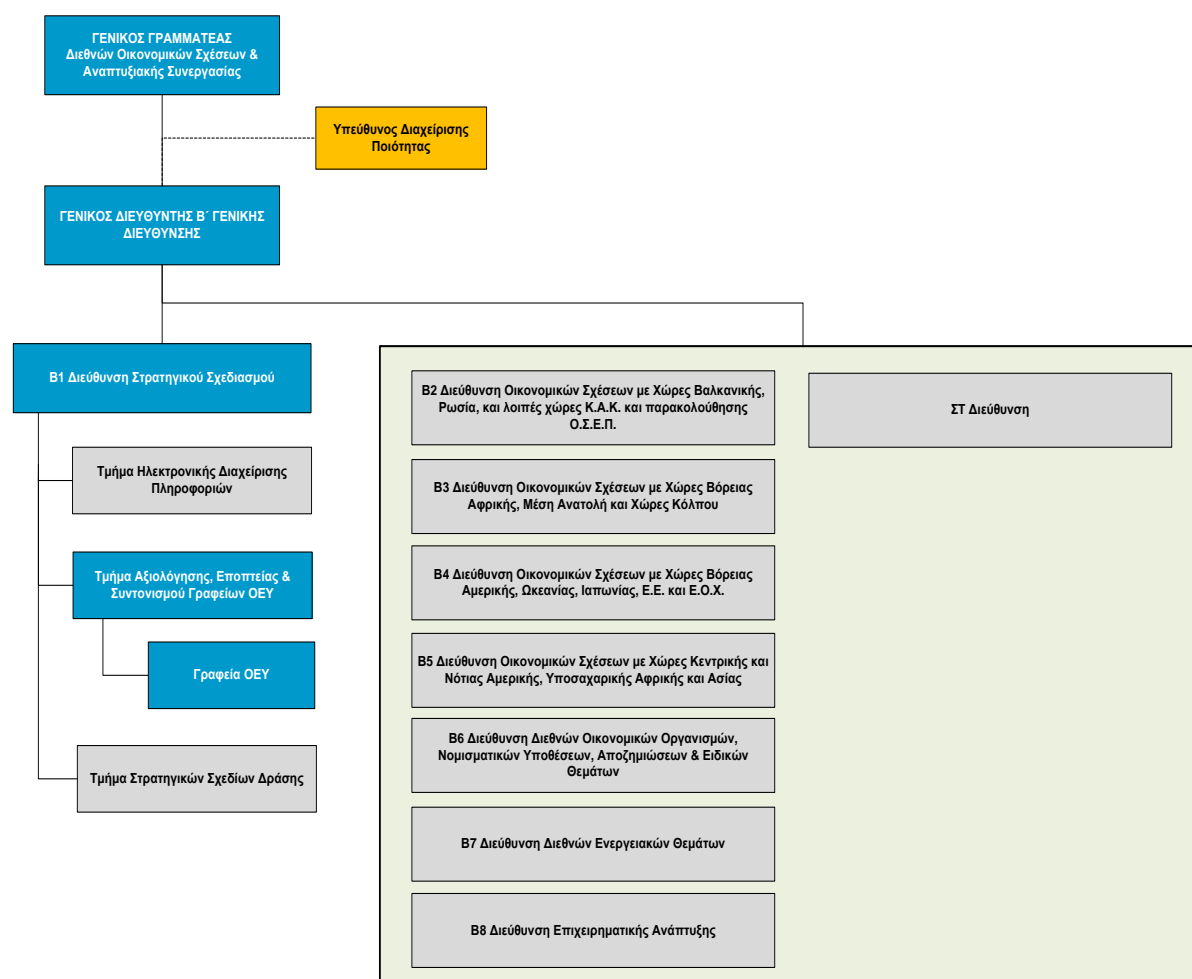 ΓΕΝΙΚΟΣ ΓΡΑΜΜΑΤΕΑΣ
Διεθνών Οικονομικών Σχέσεων &
Αναπτυξιακής Συνεργασίας
Υπεύθυνος Διαχείρισης
Ποιότητας
ΓΕΝΙΚΟΣ ΔΙΕΥΘΥΝΤΗΣ Β΄ ΓΕΝΙΚΗΣ
ΔΙΕΥΘΥΝΣΗΣ
Β1 Διεύθυνση Στρατηγικού Σχεδιασμού
Τμήμα Ηλεκτρονικής Διαχείρισης
Πληροφοριών
Τμήμα Αξιολόγησης, Εποπτείας &
Συντονισμού Γραφείων ΟΕΥ
Γραφεία ΟΕΥ
Τμήμα Στρατηγικών Σχεδίων Δράσης
Β2 Διεύθυνση Οικονομικών Σχέσεων με Χώρες Βαλκανικής,
Ρωσία, και λοιπές χώρες Κ.Α.Κ. και παρακολούθησης
Ο.Σ.Ε.Π.
Β3 Διεύθυνση Οικονομικών Σχέσεων με Χώρες Βόρειας
Αφρικής, Μέση Ανατολή και Χώρες Κόλπου
Β4 Διεύθυνση Οικονομικών Σχέσεων με Χώρες Βόρειας
Αμερικής, Ωκεανίας, Ιαπωνίας, Ε.Ε. και Ε.Ο.Χ.
Β5 Διεύθυνση Οικονομικών Σχέσεων με Χώρες Κεντρικής και
Νότιας Αμερικής, Υποσαχαρικής Αφρικής και Ασίας
Β6 Διεύθυνση Διεθνών Οικονομικών Οργανισμών,
Νομισματικών Υποθέσεων, Αποζημιώσεων & Ειδικών
Θεμάτων
Β7 Διεύθυνση Διεθνών Ενεργειακών Θεμάτων
Β8 Διεύθυνση Επιχειρηματικής Ανάπτυξης
ΣΤ Διεύθυνση